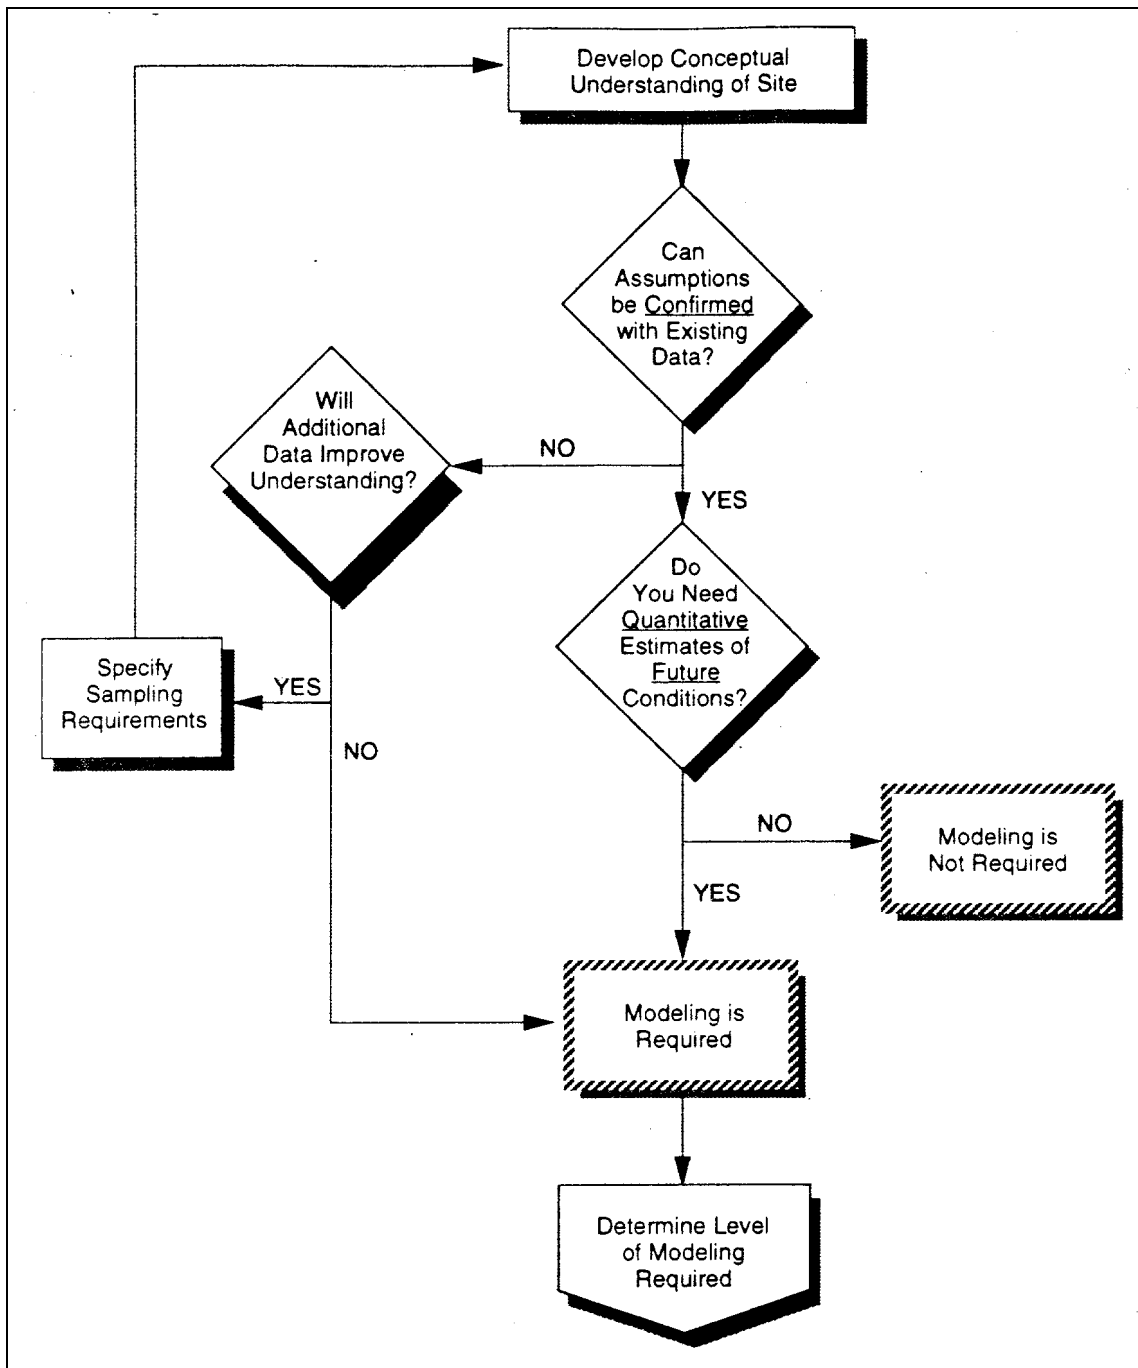 Develop Conceptual
Understanding of Site
Can
Assumptions
be Confirmed
with Existing
Data?
NO
YES
Will
Additional
Data Improve
Understanding?
Do
You Need
Quantitative
Estimates of
Future
Conditions?
Specify
Sampling
Requirements
YES
NO
NO
YES
Modeling is
Not Required
Modeling is
Required
Determine Level
of Modeling
Required